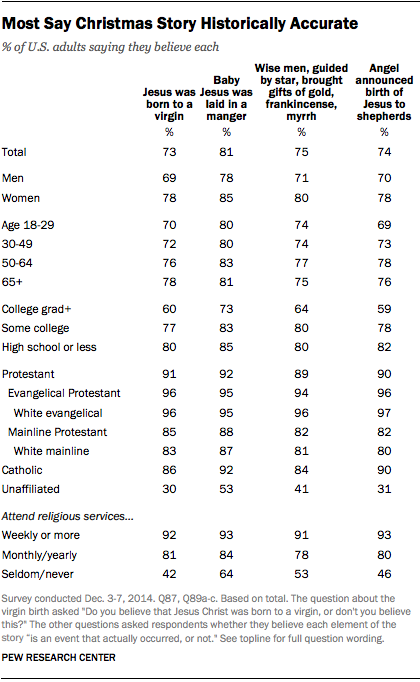 Most Say Christmas Story Historically Accurate
% of U.S. adults saying they believe each
Jesus was born to a virgin Baby Jesus was laid in a manger Wise men, guided by star, brought gifts of gold, frankincense, myrrh Angel announced birth of Jesus to shepherds
% % % %
Total 73 81 75 74
Men 69 78 71 70
Women 78 85 80 78
Age 18-29 70 80 74 69
30-49 72 80 74 73
50-64 76 83 77 78
65+ 78 81 75 76
College grad+ 60 73 64 59
Some college 77 83 80 78
High school or less 80 85 80 82
Protestant 91 92 89 90
Evangelical Protestant 96 95 94 96
White evangelical 96 95 96 97
Mainline Protestant 85 88 82 82
White mainline 83 87 81 80
Catholic 86 92 84 90
Unaffiliated 30 53 41 31
Attend religious services...
Weekly or more 92 93 91 93
Monthly/yearly 81 84 78 80
Seldom/never 42 64 53 46
Survey conducted Dec. 3-7, 2014. Q87, Q89a-c. Based on total. The question about the
virgin birth asked "Do you believe that Jesus Christ was born to a virgin, or don't you believe
this?" The other questions asked respondents whether they believe each element of the
story "is an event that actually occurred, or not." See topline for full question wording.
PEW RESEARCH CENTER